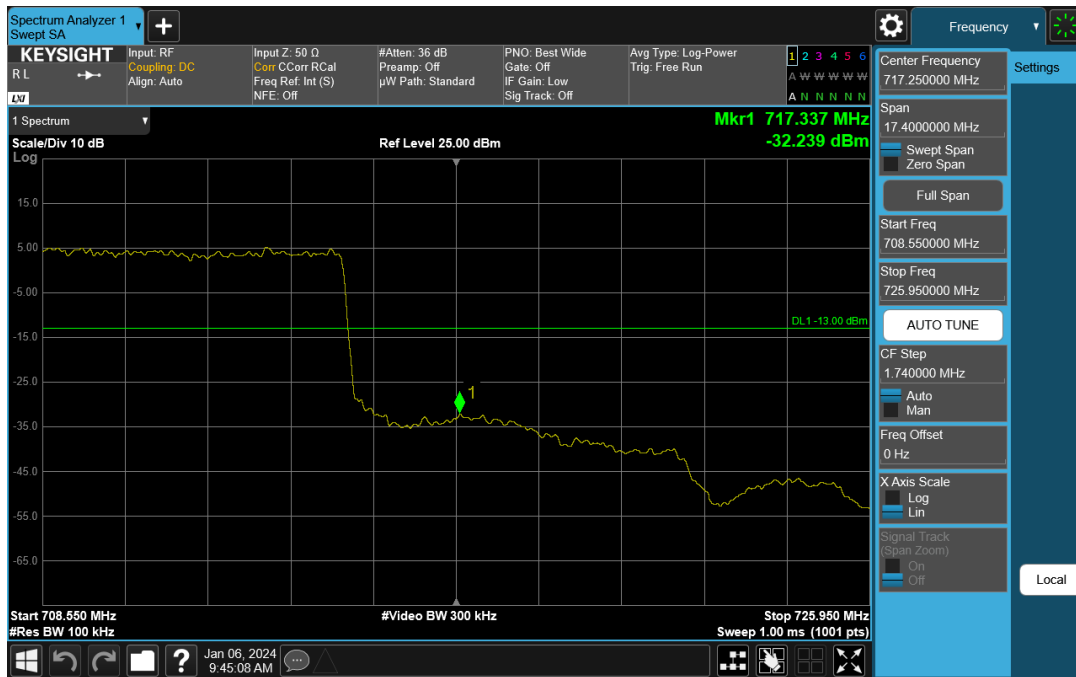 Spectrum Analyzer 1
Swept SA
▼
+
Frequency
▼
KEYSIGHT
R L
LXI
Input: RF
Coupling: DC
Align: Auto
Input Z: 50 Ω
Corr CCorr RCal
Freq Ref: Int (S)
NFE: Off
#Atten: 36 dB
Preamp: Off
µW Path: Standard
PNO: Best Wide
Gate: Off
IF Gain: Low
Sig Track: Off
Avg Type: Log-Power
Trig: Free Run
1 2 3 4 5 6
A W W W W W
A N N N N N
1 Spectrum
▼
Scale/Div 10 dB
Ref Level 25.00 dBm
Mkr1 717.337 MHz
-32.239 dBm
Log
15.0
5.00
-5.00
-15.0
-25.0
-35.0
-45.0
-55.0
-65.0
DL1 -13.00 dBm
1
Start 708.550 MHz
#Video BW 300 kHz
Stop 725.950 MHz
#Res BW 100 kHz
Sweep 1.00 ms (1001 pts)
?
Jan 06, 2024
9:45:08 AM
Center Frequency
717.250000 MHz
Span
17.4000000 MHz
Swept Span
Zero Span
Full Span
Start Freq
708.550000 MHz
Stop Freq
725.950000 MHz
AUTO TUNE
CF Step
1.740000 MHz
Auto
Man
Freq Offset
0 Hz
X Axis Scale
Log
Lin
Signal Track
(Span Zoom)
On
Off
Settings
Local